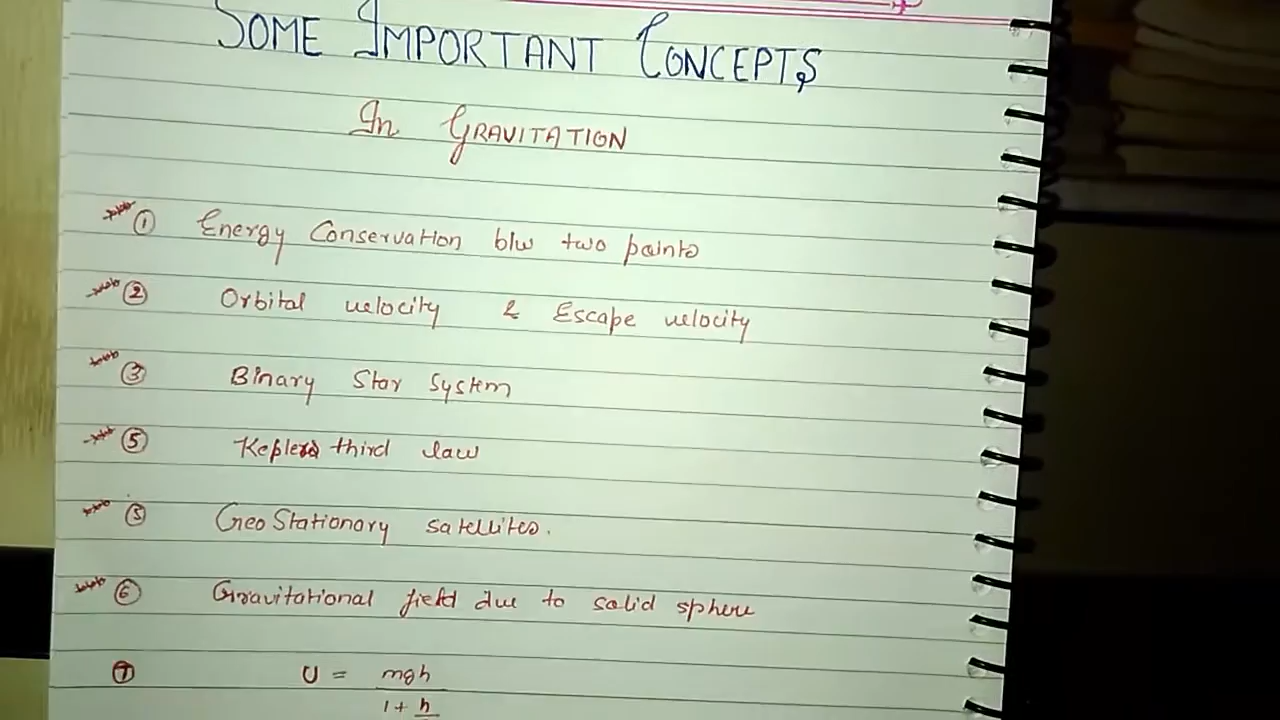 SOME IMPORTANT CONCEPTS
In GRAVITATION
*** ① Energy Conservation b/w two points
*** ② Orbital velocity & Escape velocity
*** ③ Binary Star System
*** ⑤ Keplers third law
*** ⑤ GeoStationary satellites.
*** ⑥ Gravitational field due to solid sphere
⑦ U = mgh
1 + h